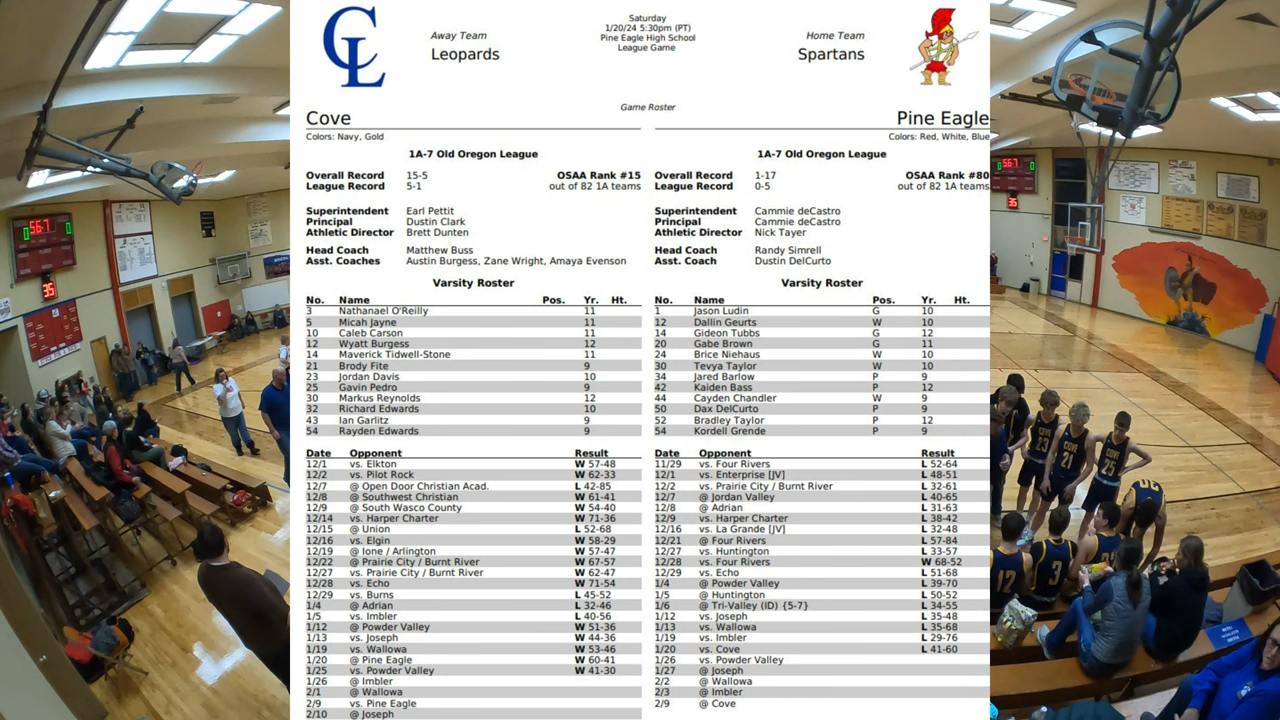 CL
Away Team
Leopards
Saturday
1/20/24 5:30pm (PT)
Pine Eagle High School
League Game
Home Team
Spartans
Game Roster
Cove
Colors: Navy, Gold
1A-7 Old Oregon League
Overall Record 15-5 OSAA Rank #15
League Record 5-1 out of 82 1A teams
Superintendent Earl Pettit
Principal Dustin Clark
Athletic Director Brett Dunten
Head Coach Matthew Buss
Asst. Coaches Austin Burgess, Zane Wright, Amaya Evenson
Varsity Roster
No. Name Pos. Yr. Ht.
3 Nathanael O'Reilly 11
5 Micah Jayne 11
10 Caleb Carson 11
12 Wyatt Burgess 12
14 Maverick Tidwell-Stone 11
21 Brody Fite 9
23 Jordan Davis 10
25 Gavin Pedro 9
30 Markus Reynolds 12
32 Richard Edwards 10
43 Ian Garlitz 9
54 Rayden Edwards 9
Date Opponent Result
12/1 vs. Elkton W 57-48
12/2 vs. Pilot Rock W 62-33
12/7 @ Open Door Christian Acad. L 42-85
12/8 @ Southwest Christian W 61-41
12/9 @ South Wasco County W 54-40
12/14 vs. Harper Charter W 71-36
12/15 @ Union L 52-68
12/16 vs. Elgin W 58-29
12/19 @ Ione / Arlington W 57-47
12/22 @ Prairie City / Burnt River W 67-57
12/27 vs. Prairie City / Burnt River W 62-47
12/28 vs. Echo W 71-54
12/29 vs. Burns L 45-52
1/4 @ Adrian L 32-46
1/5 vs. Imbler L 40-56
1/12 @ Powder Valley W 51-36
1/13 vs. Joseph W 44-36
1/19 vs. Wallowa W 53-46
1/20 @ Pine Eagle W 60-41
1/25 vs. Powder Valley W 41-30
1/26 @ Imbler
2/1 @ Wallowa
2/9 vs. Pine Eagle
2/10 @ Joseph
Pine Eagle
Colors: Red, White, Blue
1A-7 Old Oregon League
Overall Record 1-17 OSAA Rank #80
League Record 0-5 out of 82 1A teams
Superintendent Cammie deCastro
Principal Cammie deCastro
Athletic Director Nick Tayer
Head Coach Randy Simrell
Asst. Coach Dustin DelCurto
Varsity Roster
No. Name Pos. Yr. Ht.
1 Jason Ludin G 10
12 Dallin Geurts W 10
14 Gideon Tubbs G 12
20 Gabe Brown G 11
24 Brice Niehaus W 10
30 Tevya Taylor W 10
34 Jared Barlow P 9
42 Kaiden Bass P 12
44 Cayden Chandler W 9
50 Dax DelCurto P 9
52 Bradley Taylor P 12
54 Kordell Grende P 9
Date Opponent Result
11/29 vs. Four Rivers L 52-64
12/1 vs. Enterprise [JV] L 48-51
12/2 vs. Prairie City / Burnt River L 32-61
12/7 @ Jordan Valley L 40-65
12/8 @ Adrian L 31-63
12/9 vs. Harper Charter L 38-42
12/16 vs. La Grande [JV] L 32-48
12/21 @ Four Rivers L 57-84
12/27 vs. Huntington L 33-57
12/28 vs. Four Rivers W 68-52
12/29 vs. Echo L 51-68
1/4 @ Powder Valley L 39-70
1/5 @ Huntington L 50-52
1/6 @ Tri-Valley (ID) {5-7} L 34-55
1/12 vs. Joseph L 35-48
1/13 vs. Wallowa L 35-68
1/19 vs. Imbler L 29-76
1/20 vs. Cove L 41-60
1/26 vs. Powder Valley
1/27 @ Joseph
2/2 @ Wallowa
2/3 @ Imbler
2/9 @ Cove
0 56.7 0
35
56.7
35
COVE
23
COVE
21
COVE
25
12
3